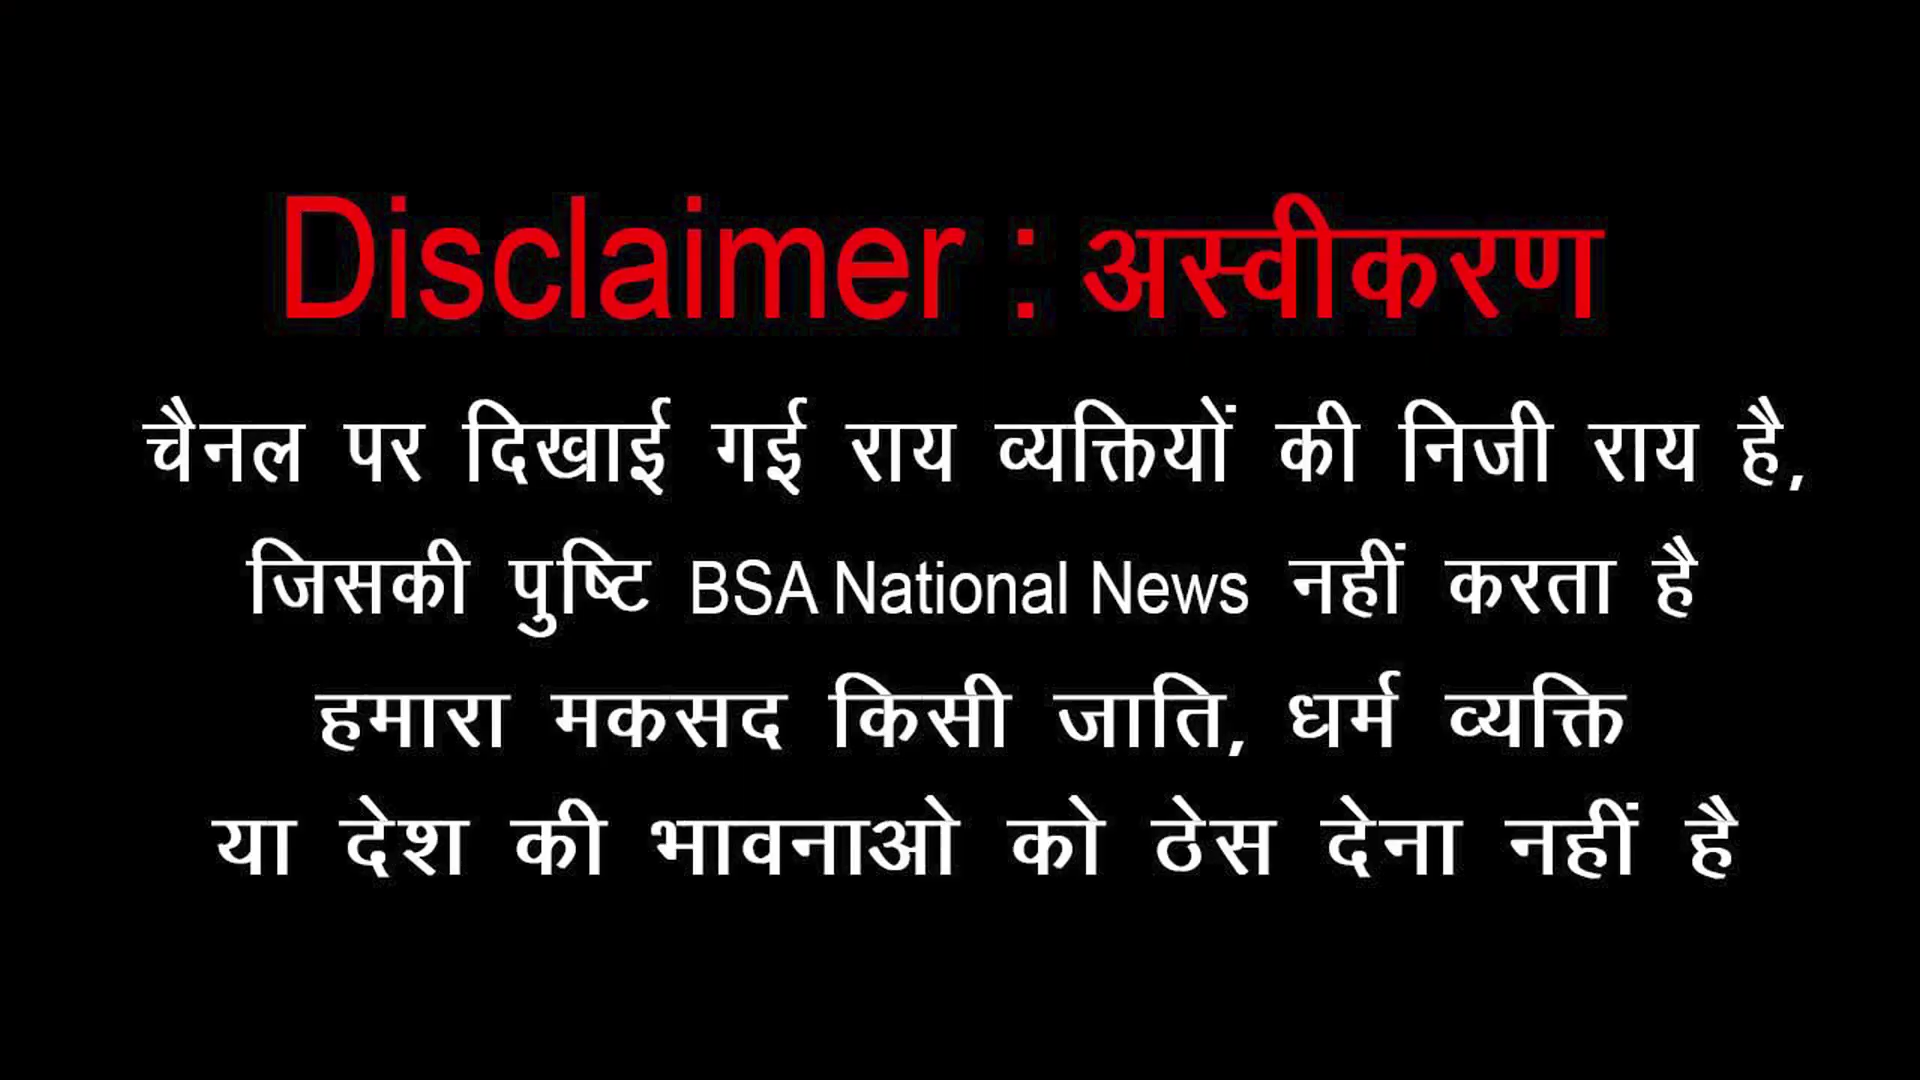 Disclaimer : अस्वीकरण
चैनल पर दिखाई गई राय व्यक्तियों की निजी राय है,
जिसकी पुष्टि BSA National News नहीं करता है
हमारा मकसद किसी जाति, धर्म व्यक्ति
या देश की भावनाओ को ठेस देना नहीं है